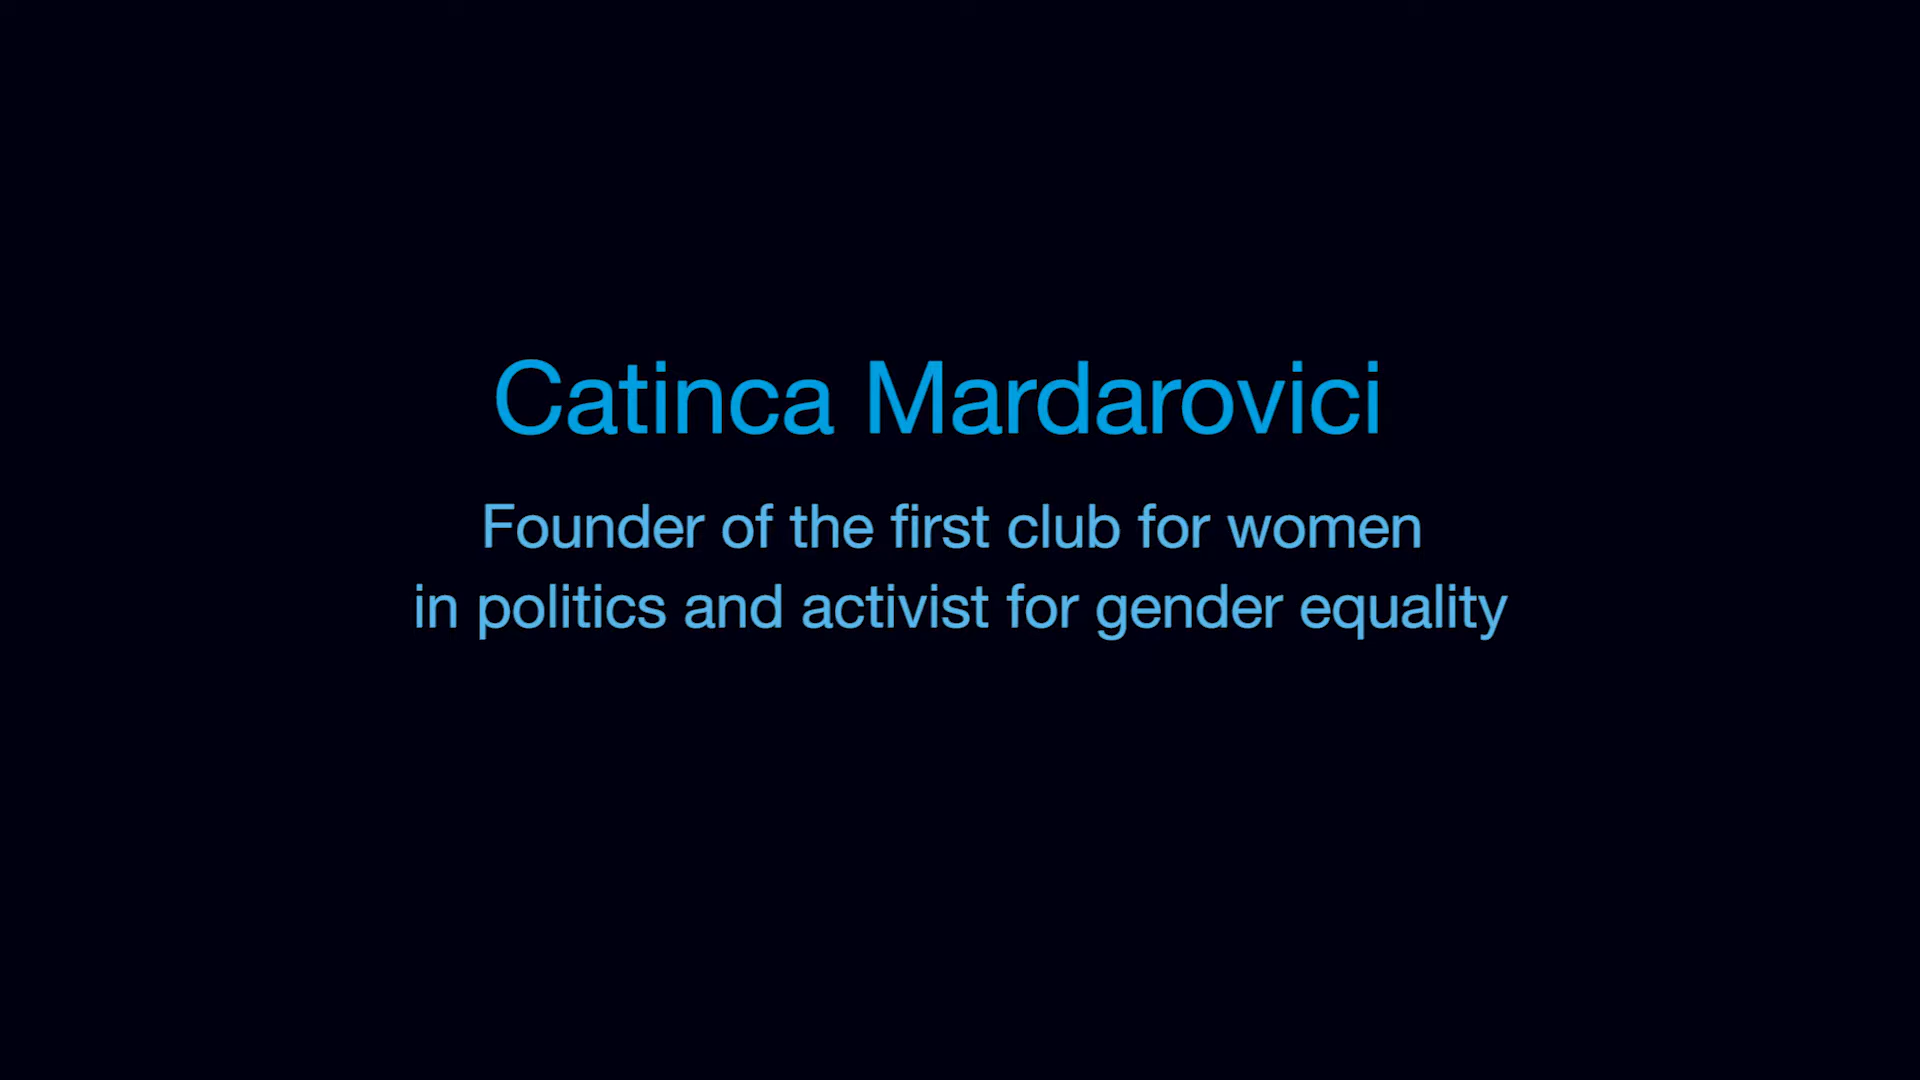 Catinca Mardarovici
Founder of the first club for women
in politics and activist for gender equality